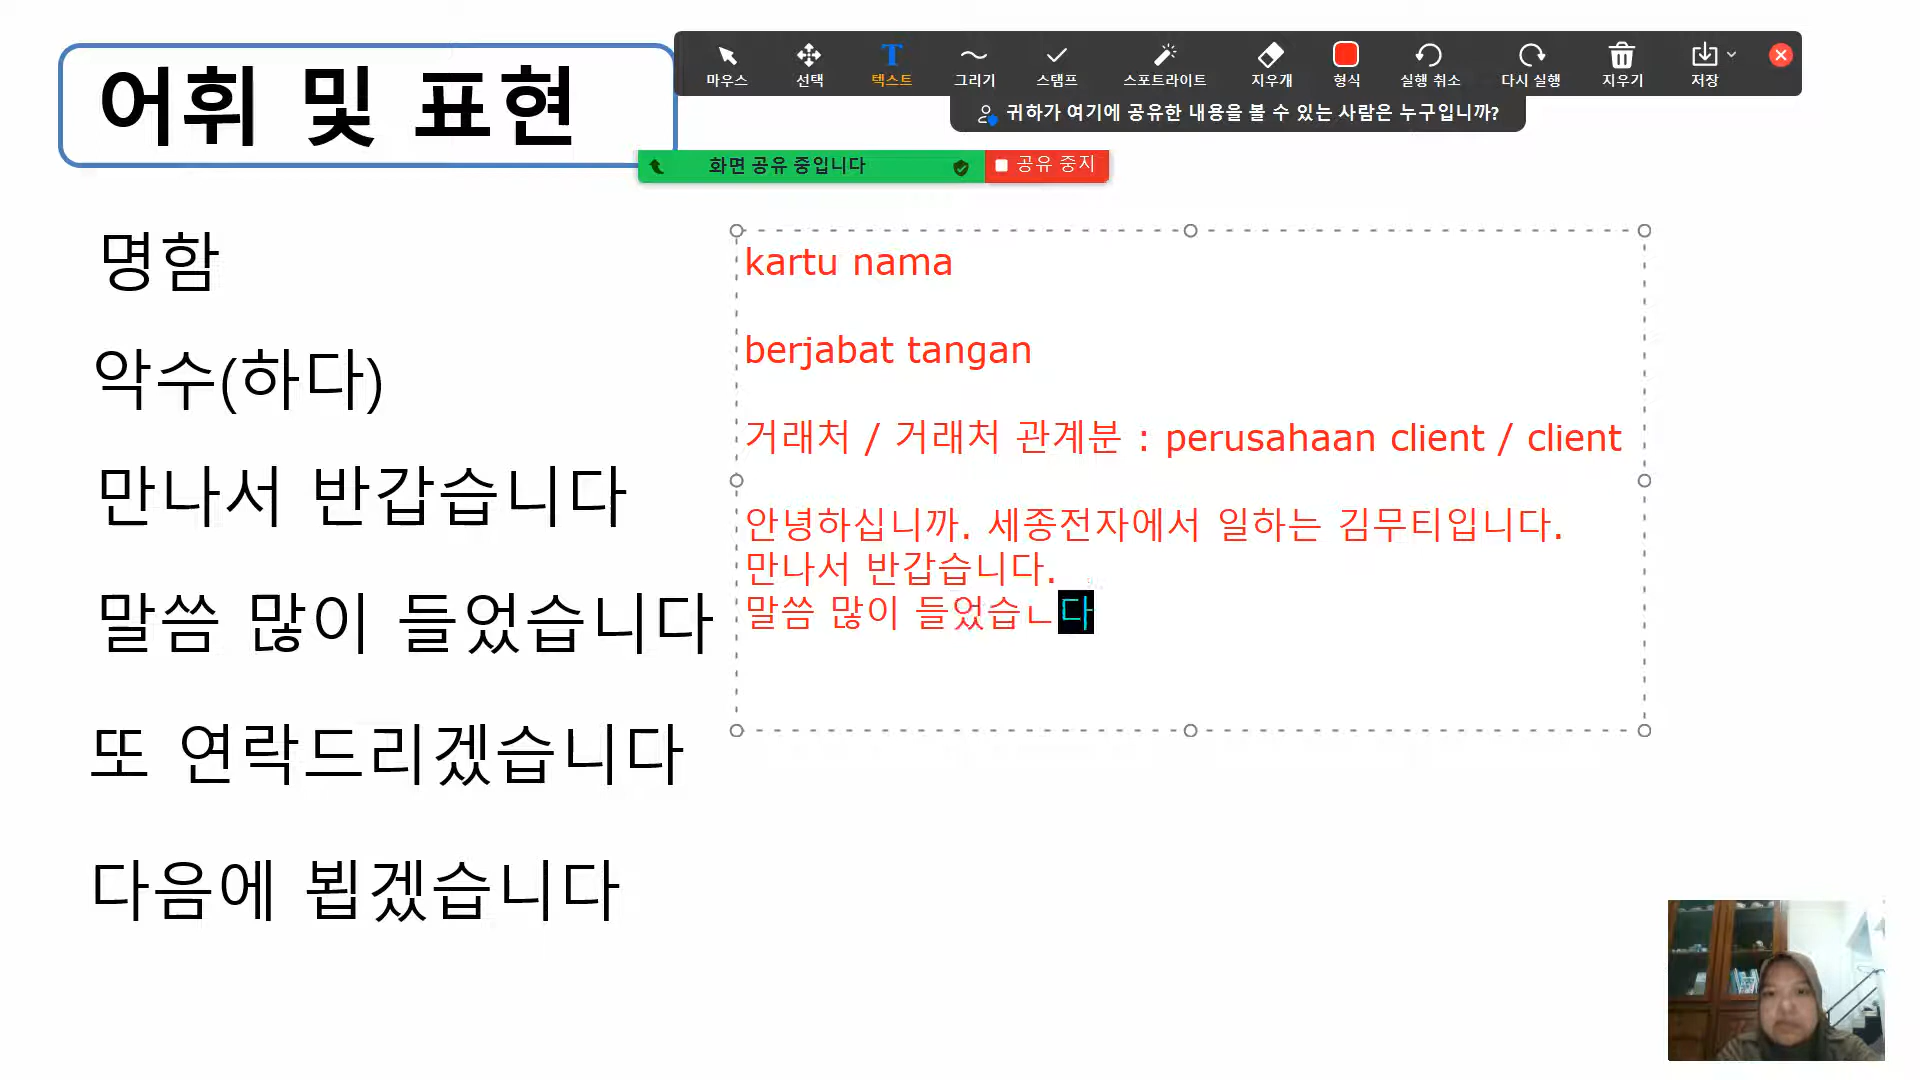 어휘 및 표현
마우스 선택 텍스트 그리기 스탬프 스포트라이트 지우개 형식 실행 취소 다시 실행 지우기 저장
귀하가 여기에 공유한 내용을 볼 수 있는 사람은 누구입니까?
화면 공유 중입니다 공유 중지
명함
악수(하다)
만나서 반갑습니다
말씀 많이 들었습니다
또 연락드리겠습니다
다음에 뵙겠습니다
kartu nama
berjabat tangan
거래처 / 거래처 관계분 : perusahaan client / client
안녕하십니까. 세종전자에서 일하는 김무티입니다.
만나서 반갑습니다.
말씀 많이 들었습ㄴ다